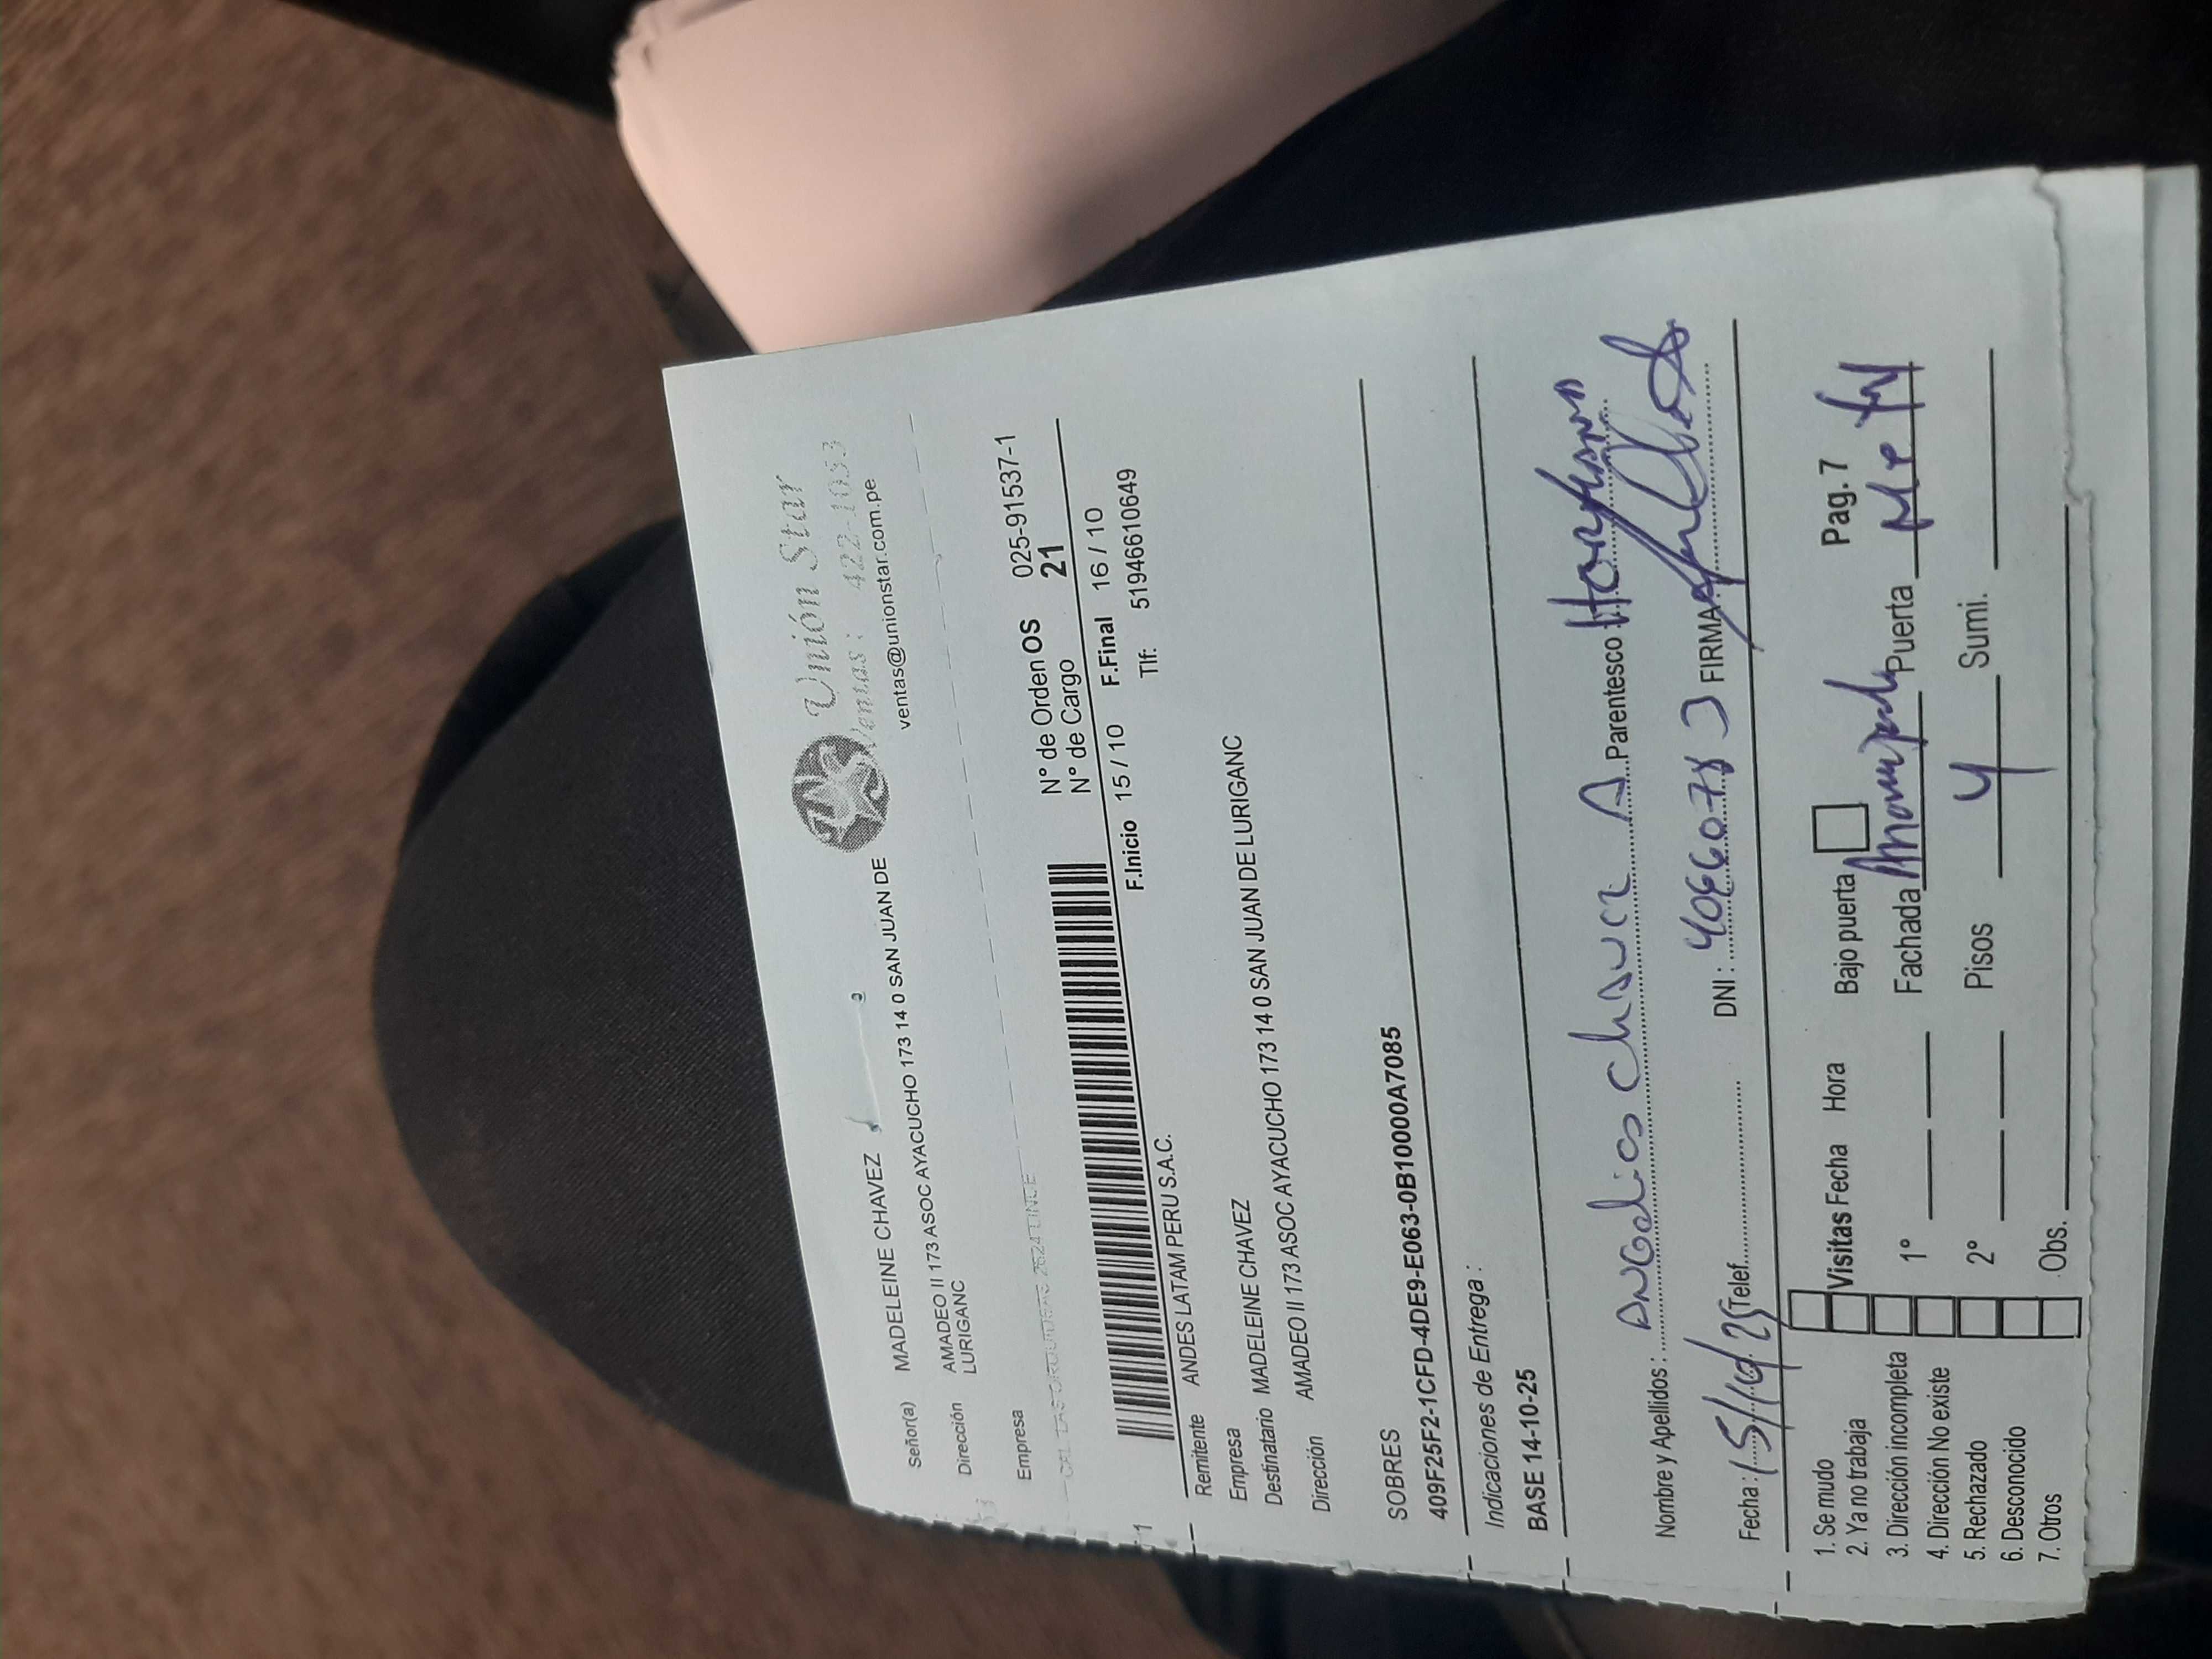 Unión Star
Ventas: 422-1053
ventas@unionstar.com.pe
Señor(a) MADELEINE CHAVEZ
Dirección AMADEO II 173 ASOC AYACUCHO 173 14 0 SAN JUAN DE
LURIGANC
Empresa
N° de Orden OS 025-91537-1
N° de Cargo 21
F.Inicio 15 / 10 F.Final 16 / 10
Remitente ANDES LATAM PERU S.A.C. Tlf: 51946610649
Empresa
Destinatario MADELEINE CHAVEZ
Dirección AMADEO II 173 ASOC AYACUCHO 173 14 0 SAN JUAN DE LURIGANC
SOBRES
409F25F2-1CFD-4DE9-E063-0B10000A7085
Indicaciones de Entrega :
BASE 14-10-25
Nombre y Apellidos : Chavez A Parentesco
Fecha : 15/10/25 Telef. DNI : FIRMA
1. Se mudo
2. Ya no trabaja Visitas Fecha Hora Bajo puerta Pag. 7
3. Dirección incompleta 1° Fachada Puerta
4. Dirección No existe
5. Rechazado 2° Pisos 4 Sumi.
6. Desconocido
7. Otros Obs.